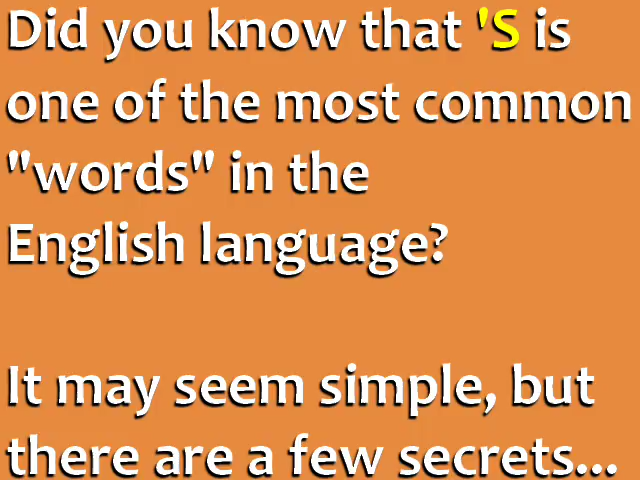 Did you know that 'S is
one of the most common
"words" in the
English language?
It may seem simple, but
there are a few secrets...